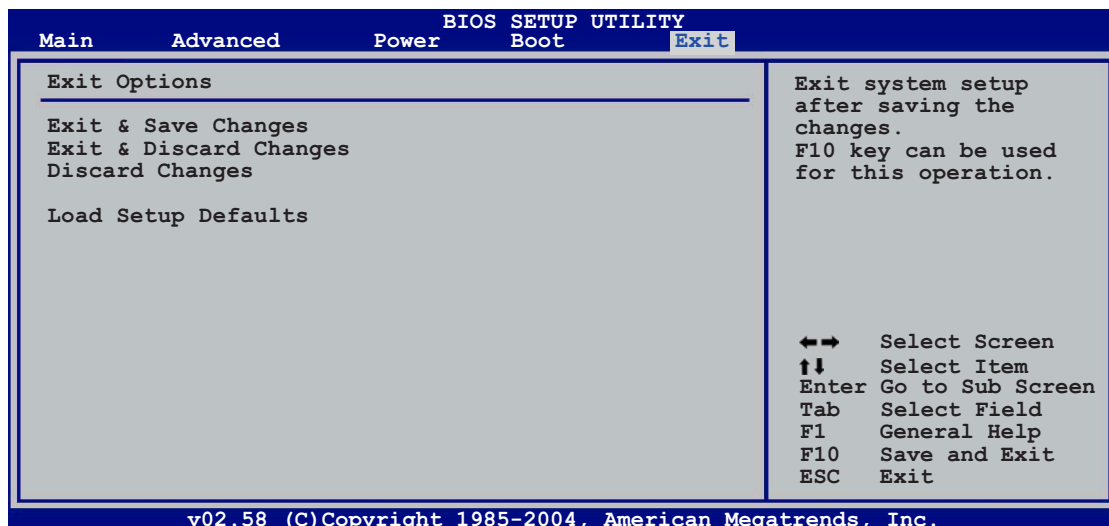 BIOS SETUP UTILITY
Main Advanced Power Boot Exit
Exit Options
Exit & Save Changes
Exit & Discard Changes
Discard Changes
Load Setup Defaults
Exit system setup
after saving the
changes.
F10 key can be used
for this operation.
←→ Select Screen
↑↓ Select Item
Enter Go to Sub Screen
Tab Select Field
F1 General Help
F10 Save and Exit
ESC Exit
v02.58 (C)Copyright 1985-2004, American Megatrends, Inc.